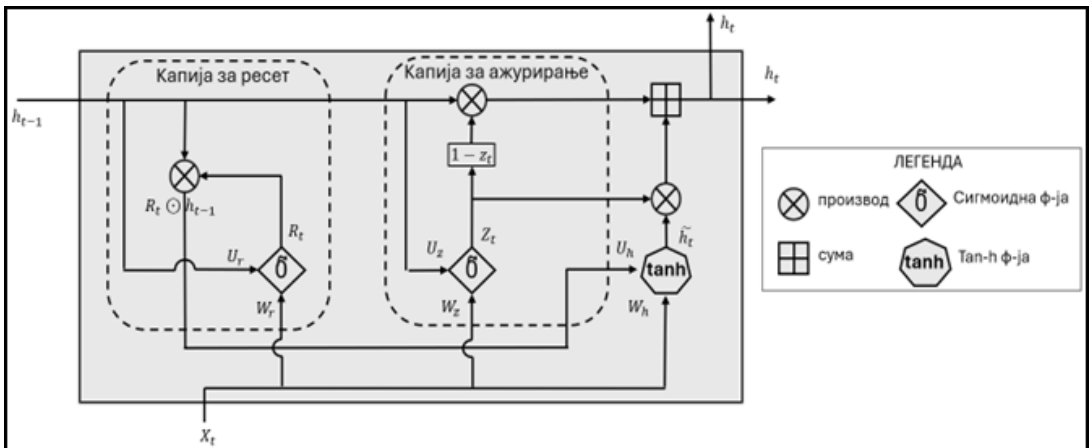 h_t
Капија за ресет
Капија за ажурирање
h_{t-1}
h_t
1 − z_t
R_t ⊙ h_{t-1}
R_t
Z_t
\tilde{h}_t
U_r
U_z
U_h
õ
õ
tanh
W_r
W_z
W_h
X_t
ЛЕГЕНДА
производ
õ
Сигмоидна ф-ја
сума
tanh
Tan-h ф-ја